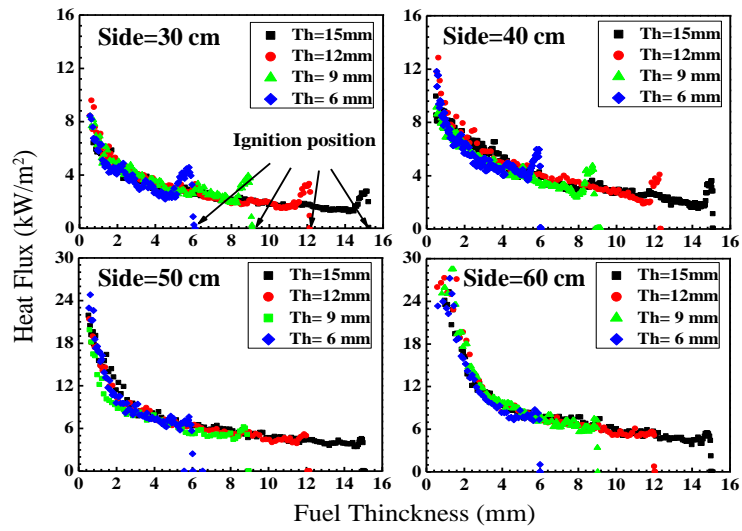 Side=30 cm
Th=15mm
Th=12mm
Th= 9 mm
Th= 6 mm
Ignition position
16
12
8
4
0
0 2 4 6 8 10 12 14 16
Side=40 cm
Th=15mm
Th=12mm
Th= 9 mm
Th= 6 mm
16
12
8
4
0
0 2 4 6 8 10 12 14 16
Side=50 cm
Th=15mm
Th=12mm
Th= 9 mm
Th= 6 mm
30
24
18
12
6
0
0 2 4 6 8 10 12 14 16
Side=60 cm
Th=15mm
Th=12mm
Th= 9 mm
Th= 6 mm
30
24
18
12
6
0
0 2 4 6 8 10 12 14 16
Heat Flux (kW/m²)
Fuel Thinckness (mm)